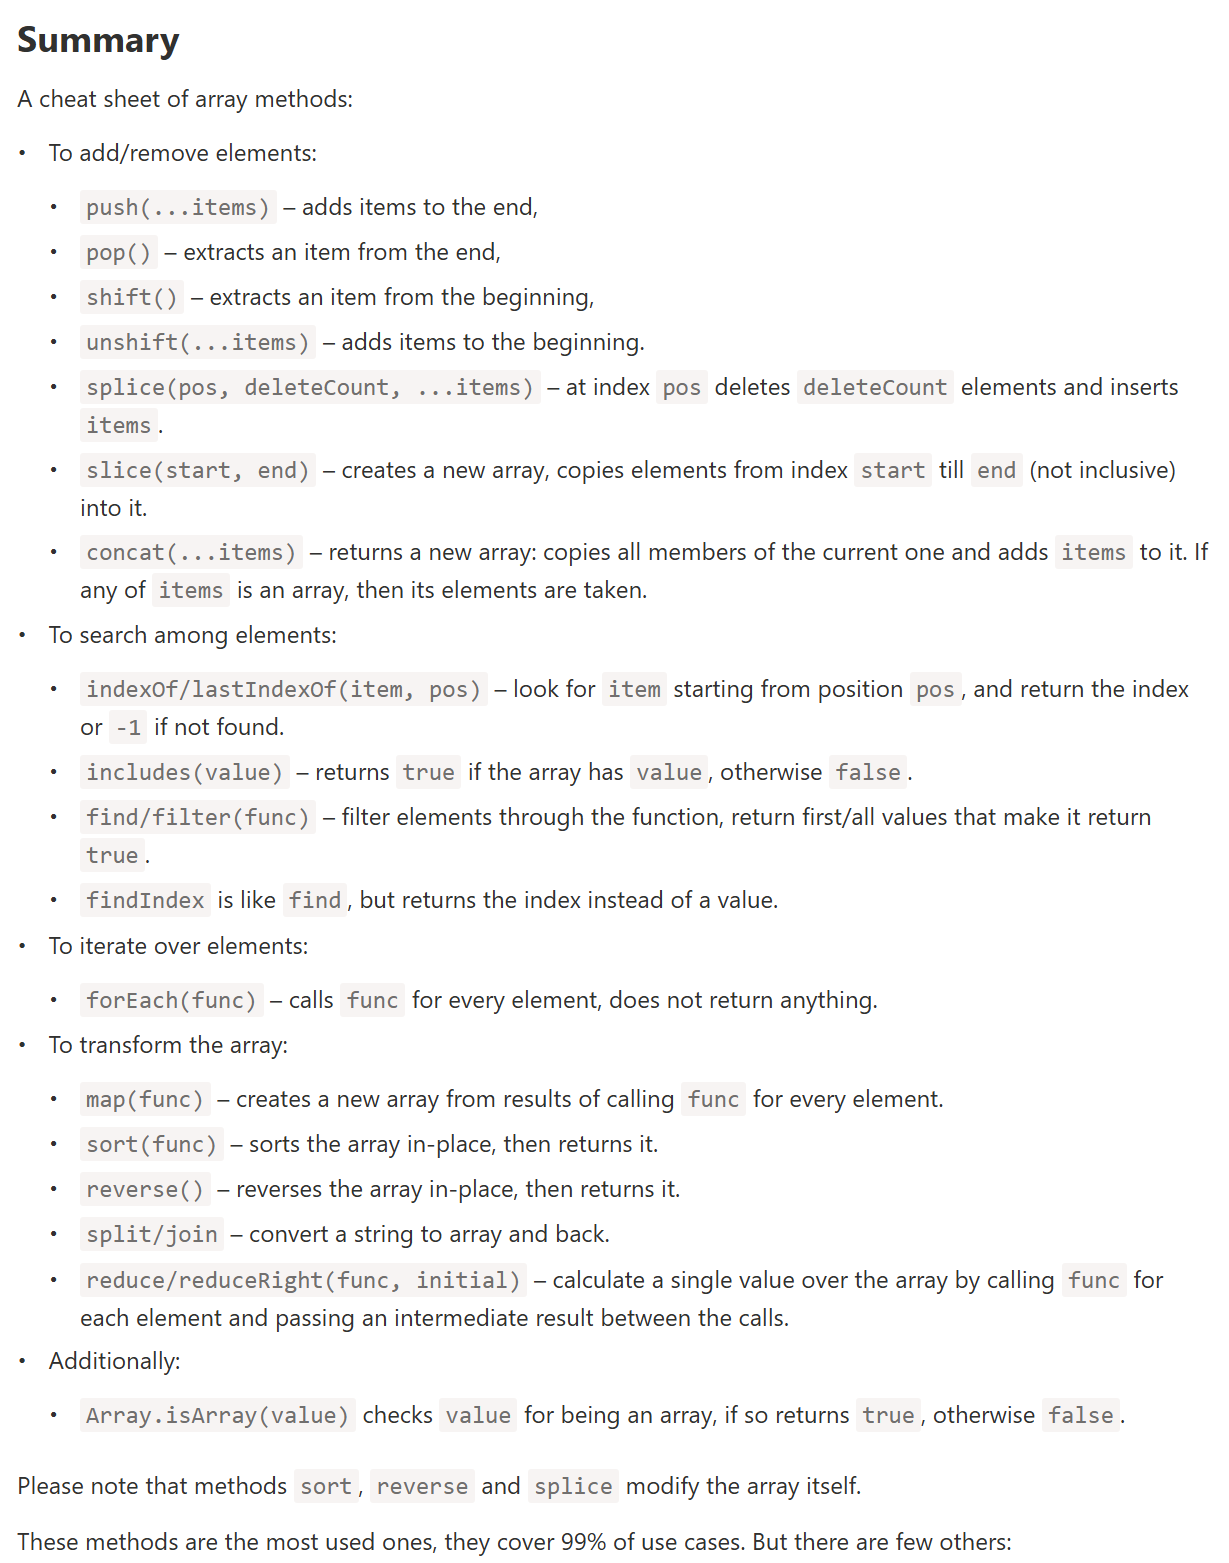 Summary
A cheat sheet of array methods:
• To add/remove elements:
• push(...items) – adds items to the end,
• pop() – extracts an item from the end,
• shift() – extracts an item from the beginning,
• unshift(...items) – adds items to the beginning.
• splice(pos, deleteCount, ...items) – at index pos deletes deleteCount elements and inserts
items.
• slice(start, end) – creates a new array, copies elements from index start till end (not inclusive)
into it.
• concat(...items) – returns a new array: copies all members of the current one and adds items to it. If
any of items is an array, then its elements are taken.
• To search among elements:
• indexOf/lastIndexOf(item, pos) – look for item starting from position pos, and return the index
or -1 if not found.
• includes(value) – returns true if the array has value, otherwise false.
• find/filter(func) – filter elements through the function, return first/all values that make it return
true.
• findIndex is like find, but returns the index instead of a value.
• To iterate over elements:
• forEach(func) – calls func for every element, does not return anything.
• To transform the array:
• map(func) – creates a new array from results of calling func for every element.
• sort(func) – sorts the array in-place, then returns it.
• reverse() – reverses the array in-place, then returns it.
• split/join – convert a string to array and back.
• reduce/reduceRight(func, initial) – calculate a single value over the array by calling func for
each element and passing an intermediate result between the calls.
• Additionally:
• Array.isArray(value) checks value for being an array, if so returns true, otherwise false.
Please note that methods sort, reverse and splice modify the array itself.
These methods are the most used ones, they cover 99% of use cases. But there are few others: